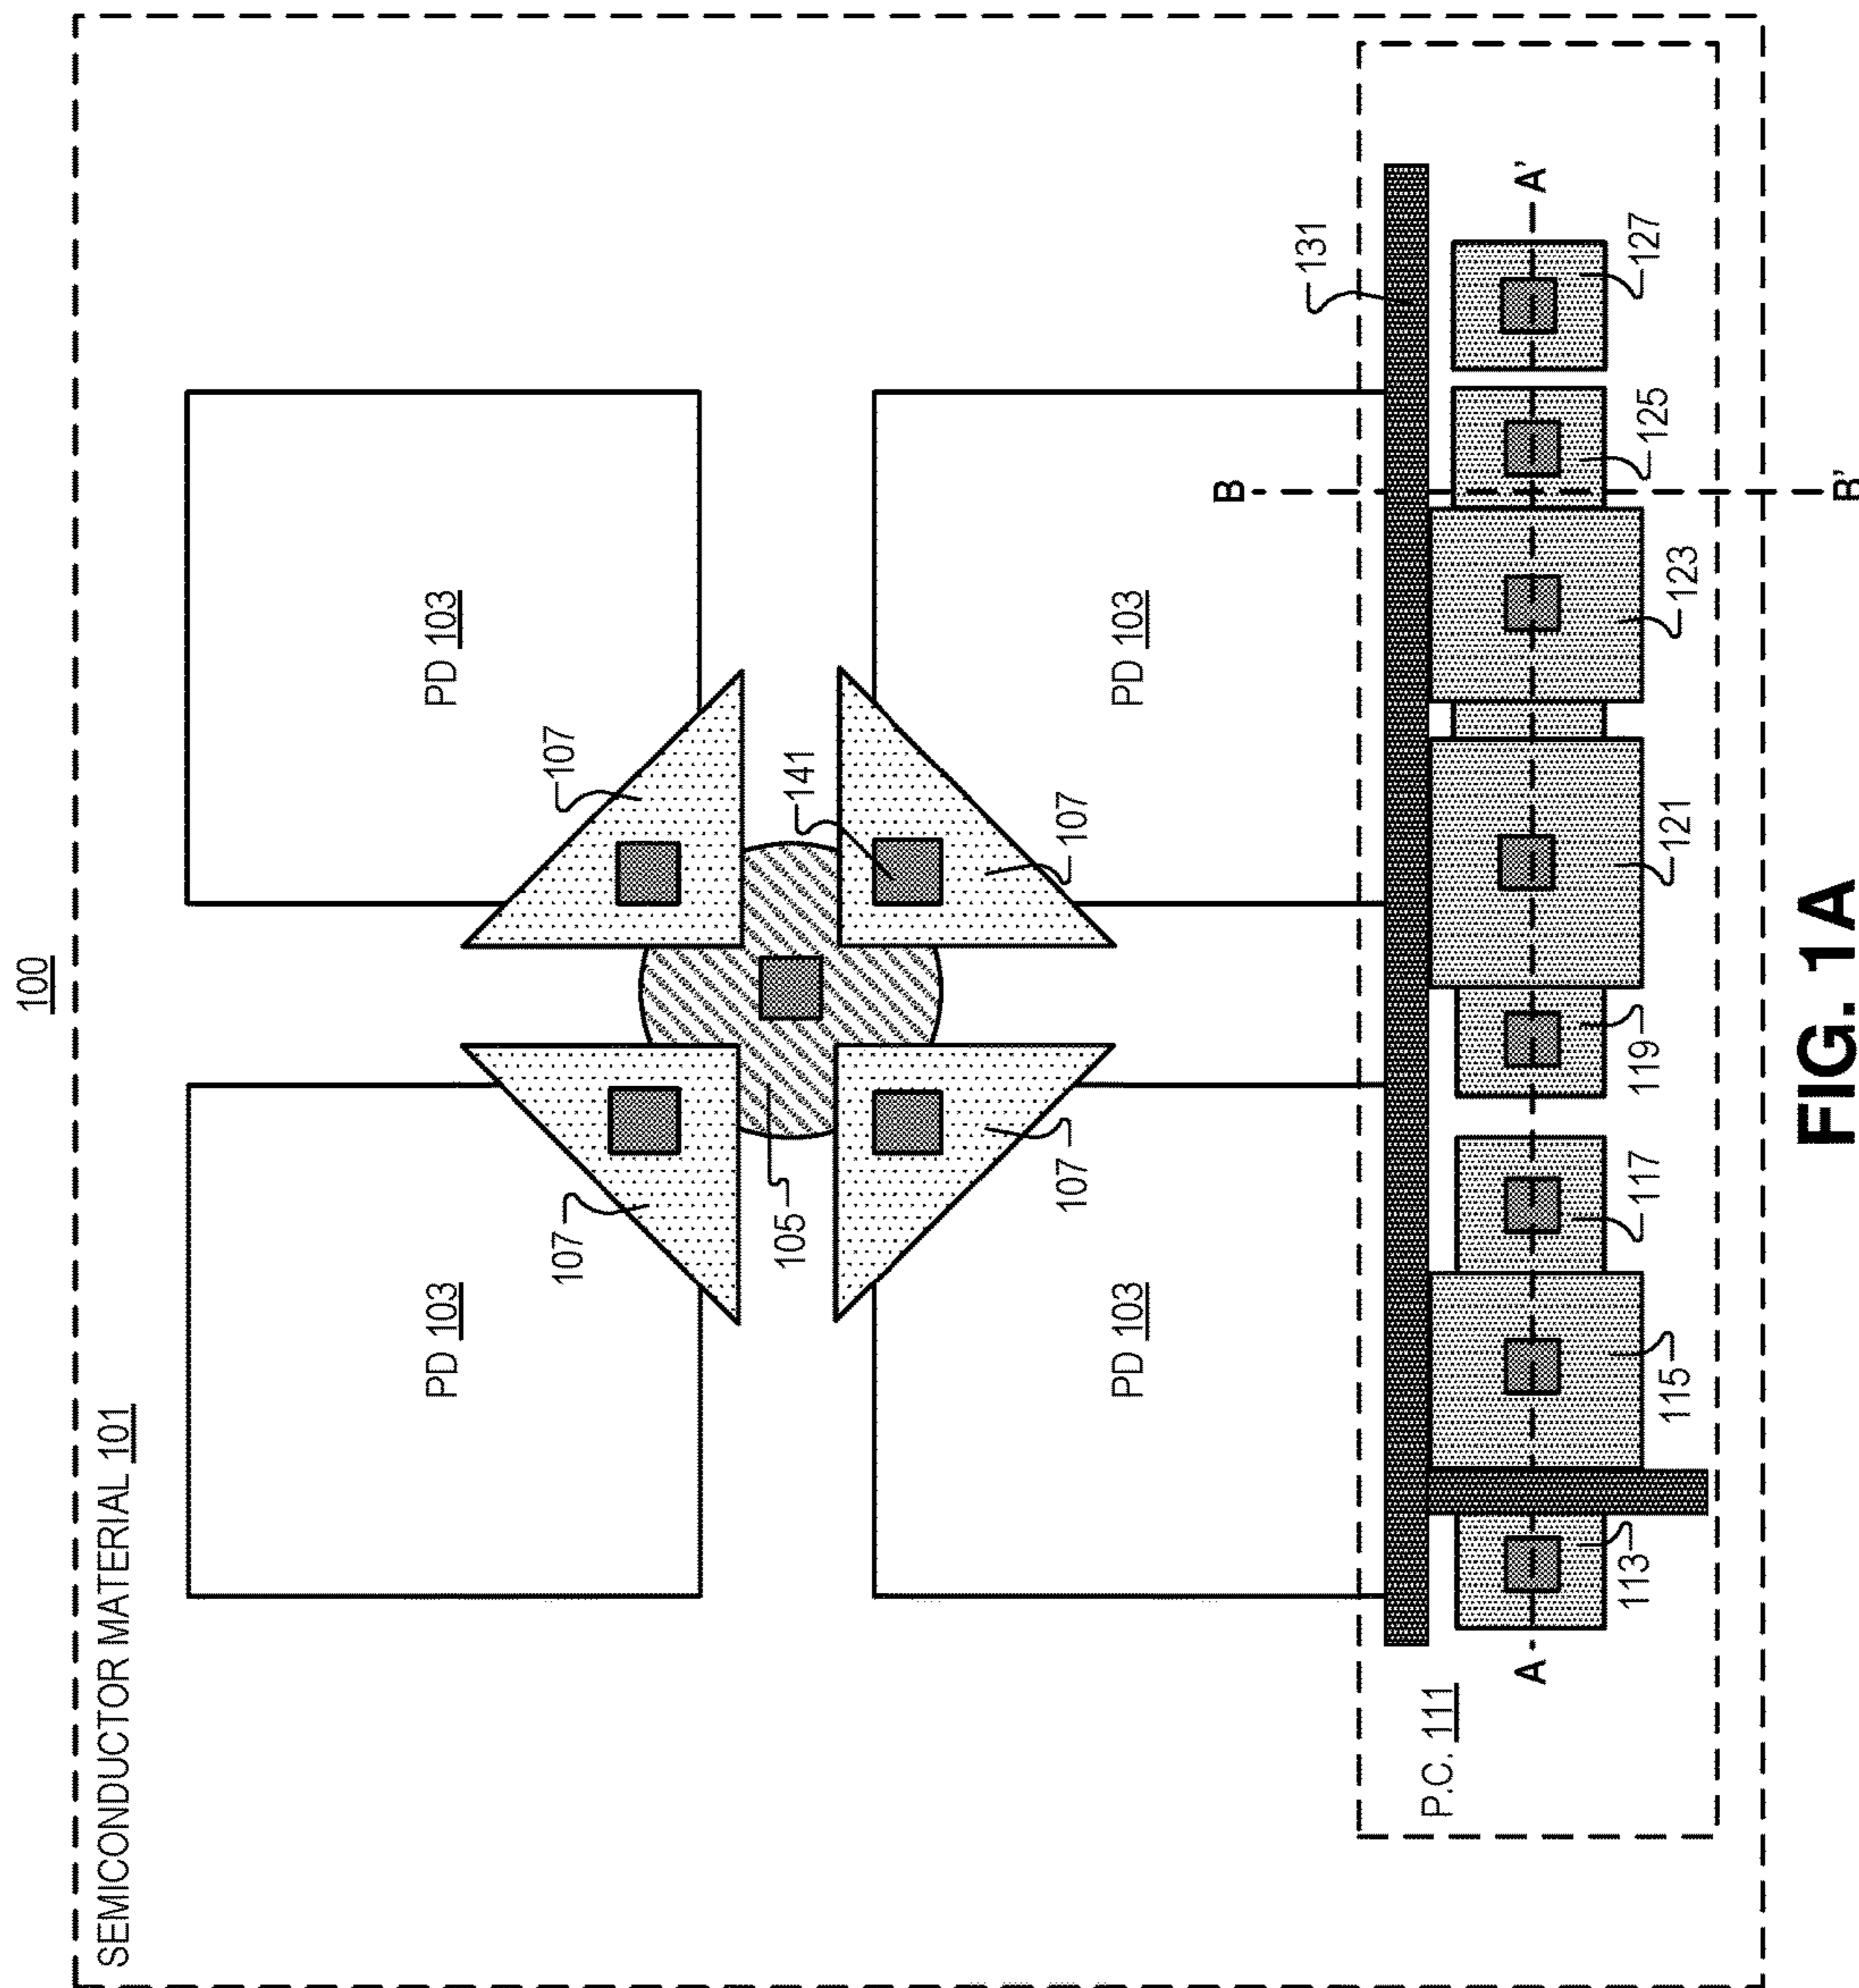 100
SEMICONDUCTOR MATERIAL 101
PD 103
PD 103
107
107
105
141
107
107
PD 103
PD 103
131
B
P.C. 111
A
A'
113
115
117
119
121
123
125
127
B'
FIG. 1A